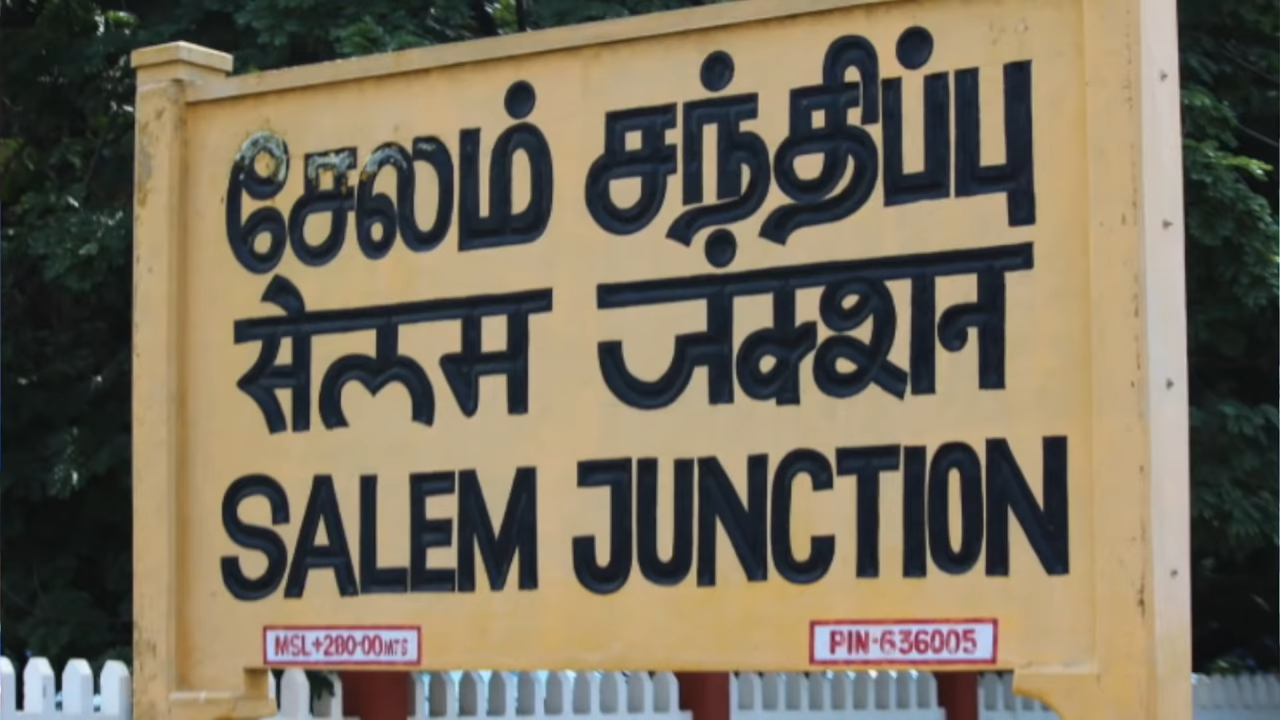 சேலம் சந்திப்பு
सेलम जंक्शन
SALEM JUNCTION
MSL+280-00MTS PIN-636005